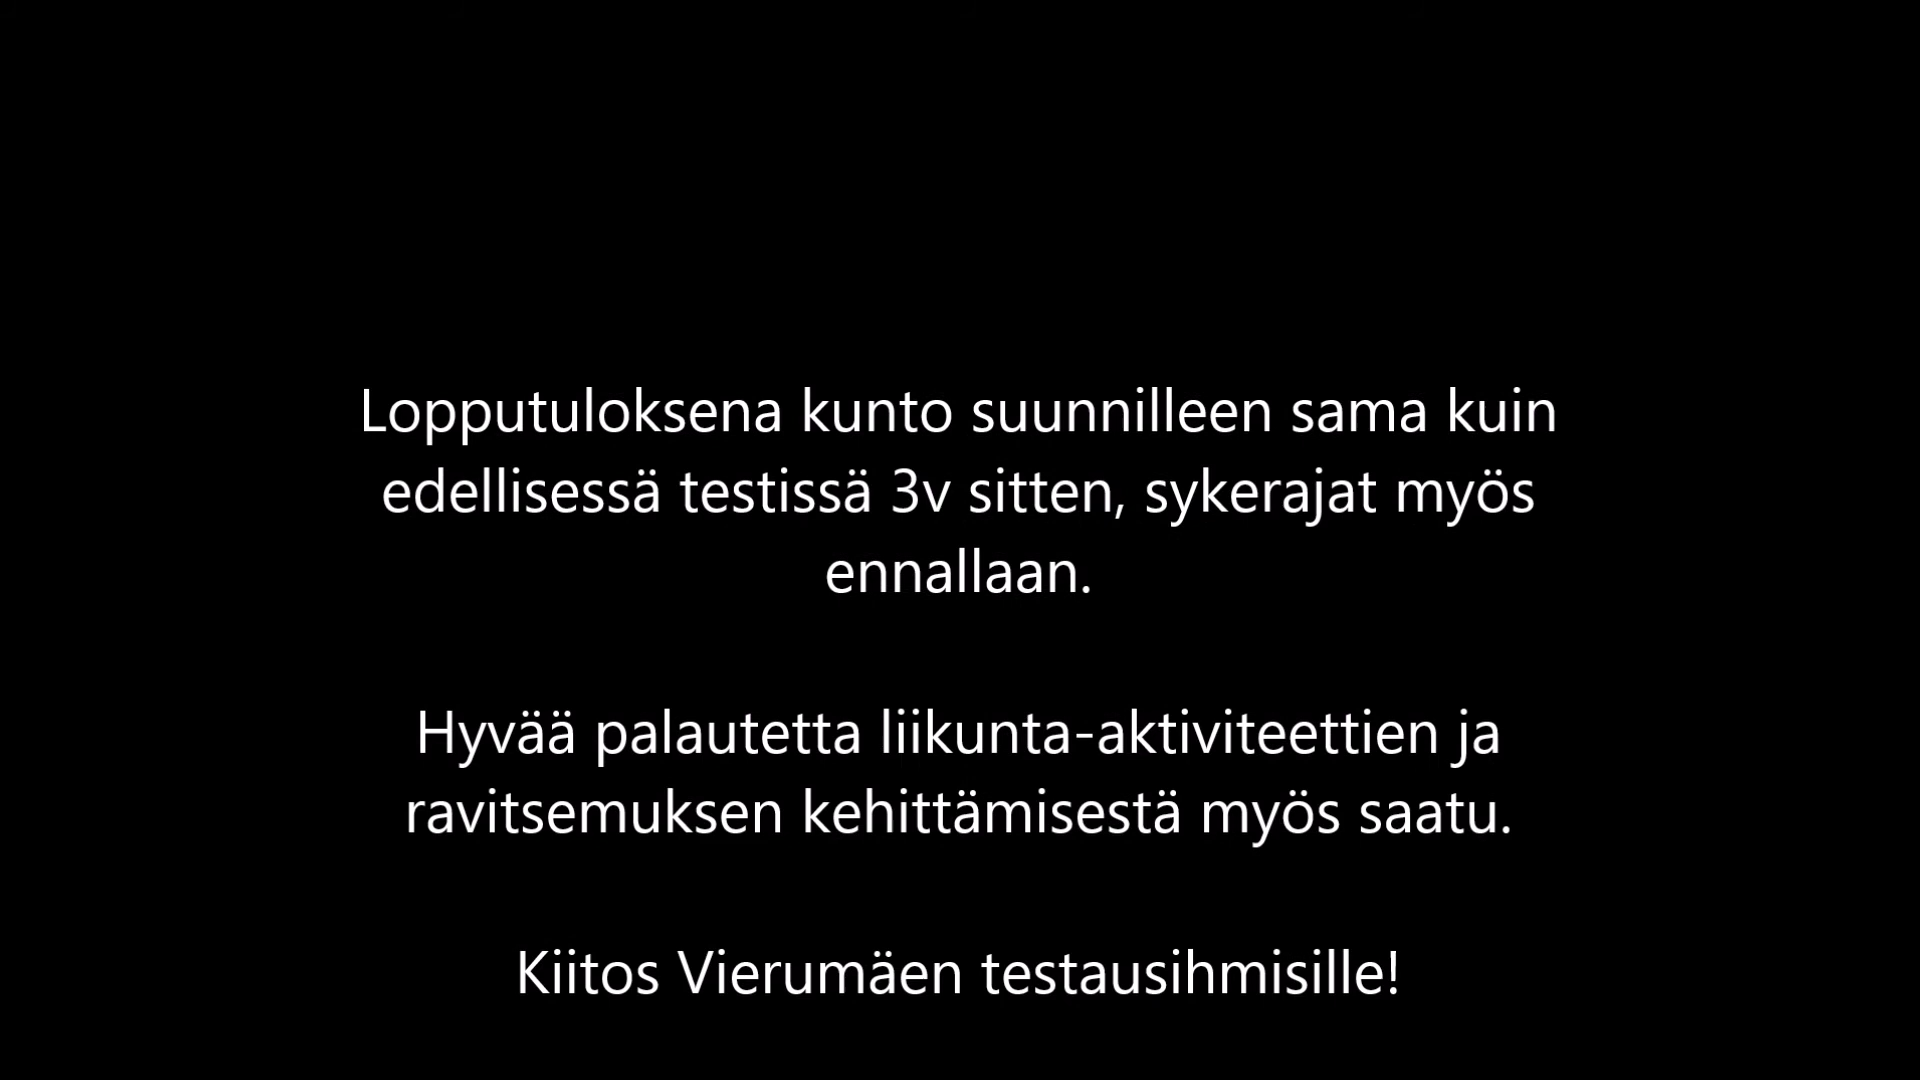 Lopputuloksena kunto suunnilleen sama kuin
edellisessä testissä 3v sitten, sykerajat myös
ennallaan.
Hyvää palautetta liikunta-aktiviteettien ja
ravitsemuksen kehittämisestä myös saatu.
Kiitos Vierumäen testausihmisille!